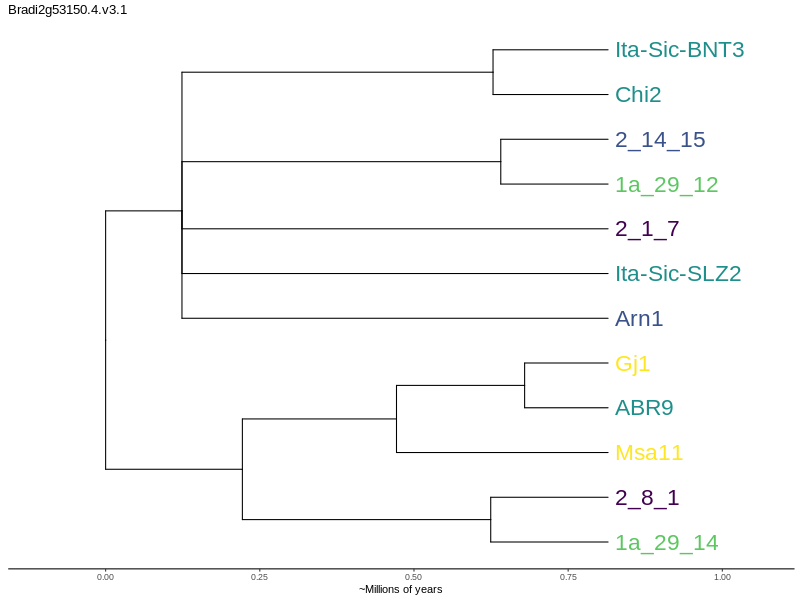 Bradi2g53150.4.v3.1
Ita-Sic-BNT3
Chi2
2_14_15
1a_29_12
2_1_7
Ita-Sic-SLZ2
Arn1
Gj1
ABR9
Msa11
2_8_1
1a_29_14
0.00 0.25 0.50 0.75 1.00
~Millions of years